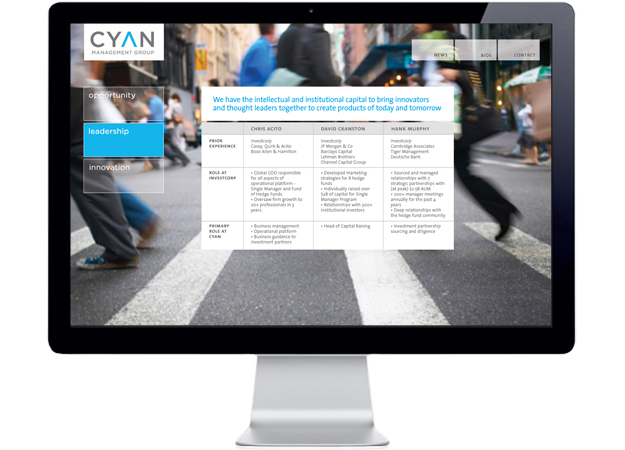 CYAN
MANAGEMENT GROUP
NEWS
BIOS
CONTACT
opportunity
leadership
innovation
We have the intellectual and institutional capital to bring innovators
and thought leaders together to create products of today and tomorrow
CHRIS ACITO
DAVID CRANSTON
HANK MURPHY
PRIOR
EXPERIENCE
Investcorp
Casey, Quirk & Acito
Booz Allen & Hamilton
Investcorp
JP Morgan & Co
Barclays Capital
Lehman Brothers
Channel Capital Group
Investcorp
Cambridge Associates
Tiger Management
Deutsche Bank
ROLE AT
INVESTCORP
• Global COO responsible
for all aspects of
operational platform -
Single Manager and Fund
of Hedge Funds
• Oversaw firm growth to
20+ professionals in 3
years.
• Developed marketing
strategies for 8 hedge
funds
• Individually raised over
$1B of capital for Single
Manager Program
• Relationships with 500+
institutional investors
• Sourced and managed
relationships with 7
strategic partnerships with
(at peak) $2.5B AUM
• 200+ manager meetings
annually for the past 4
years
• Deep relationships with
the hedge fund community
PRIMARY
ROLE AT
CYAN
• Business management
• Operational platform
• Business guidance to
investment partners
• Head of Capital Raising
• Investment partnership
sourcing and diligence